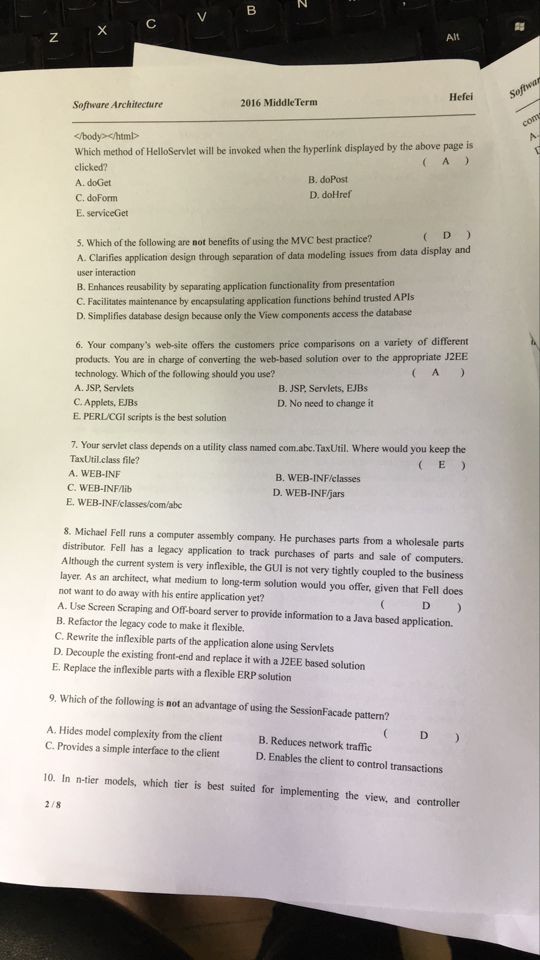 Z X C V B N
Alt
Software Architecture 2016 MiddleTerm Hefei
</body></html>
Which method of HelloServlet will be invoked when the hyperlink displayed by the above page is
clicked? ( A )
A. doGet B. doPost
C. doForm D. doHref
E. serviceGet
5. Which of the following are not benefits of using the MVC best practice? ( D )
A. Clarifies application design through separation of data modeling issues from data display and
user interaction
B. Enhances reusability by separating application functionality from presentation
C. Facilitates maintenance by encapsulating application functions behind trusted APIs
D. Simplifies database design because only the View components access the database
6. Your company's web-site offers the customers price comparisons on a variety of different
products. You are in charge of converting the web-based solution over to the appropriate J2EE
technology. Which of the following should you use? ( A )
A. JSP, Servlets B. JSP, Servlets, EJBs
C. Applets, EJBs D. No need to change it
E. PERL/CGI scripts is the best solution
7. Your servlet class depends on a utility class named com.abc.TaxUtil. Where would you keep the
TaxUtil.class file? ( E )
A. WEB-INF B. WEB-INF/classes
C. WEB-INF/lib D. WEB-INF/jars
E. WEB-INF/classes/com/abc
8. Michael Fell runs a computer assembly company. He purchases parts from a wholesale parts
distributor. Fell has a legacy application to track purchases of parts and sale of computers.
Although the current system is very inflexible, the GUI is not very tightly coupled to the business
layer. As an architect, what medium to long-term solution would you offer, given that Fell does
not want to do away with his entire application yet? ( D )
A. Use Screen Scraping and Off-board server to provide information to a Java based application.
B. Refactor the legacy code to make it flexible.
C. Rewrite the inflexible parts of the application alone using Servlets
D. Decouple the existing front-end and replace it with a J2EE based solution
E. Replace the inflexible parts with a flexible ERP solution
9. Which of the following is not an advantage of using the SessionFacade pattern?
( D )
A. Hides model complexity from the client B. Reduces network traffic
C. Provides a simple interface to the client D. Enables the client to control transactions
10. In n-tier models, which tier is best suited for implementing the view, and controller
2 / 8